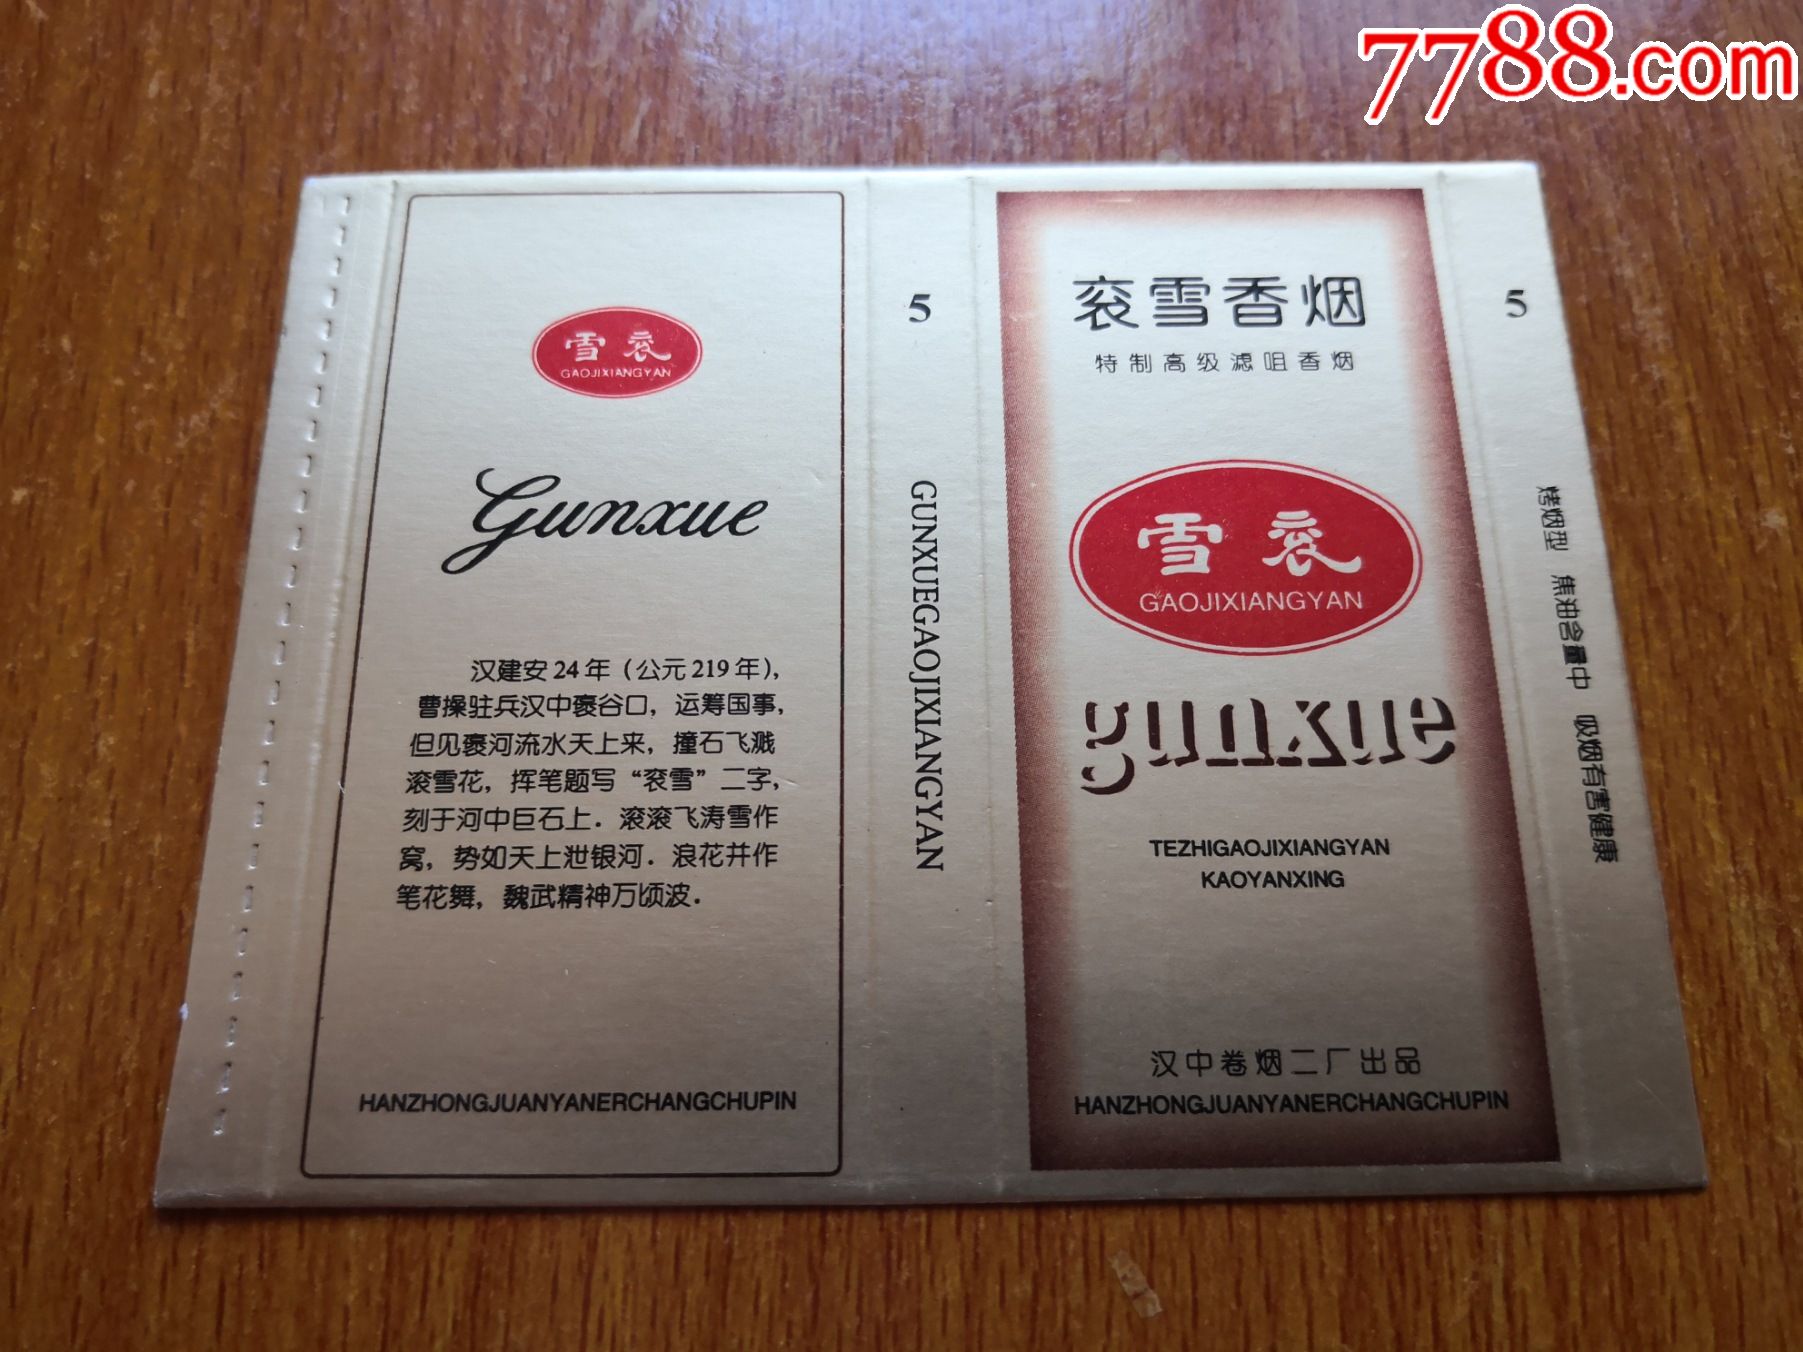 7788.com
雪衮
GAOJIXIANGYAN
Gunxue
汉建安24年（公元219年），
曹操驻兵汉中褒谷口，运筹国事，
但见褒河流水天上来，撞石飞溅
滚雪花，挥笔题写“衮雪”二字，
刻于河中巨石上．滚滚飞涛雪作
窝，势如天上泄银河．浪花并作
笔花舞，魏武精神万顷波．
HANZHONGJUANYANERCHANGCHUPIN
5
GUNXUEGAOJIXIANGYAN
衮雪香烟
特制高级滤咀香烟
雪衮
GAOJIXIANGYAN
gunxue
TEZHIGAOJIXIANGYAN
KAOYANXING
汉中卷烟二厂出品
HANZHONGJUANYANERCHANGCHUPIN
5
烤烟型 焦油含量中 吸烟有害健康